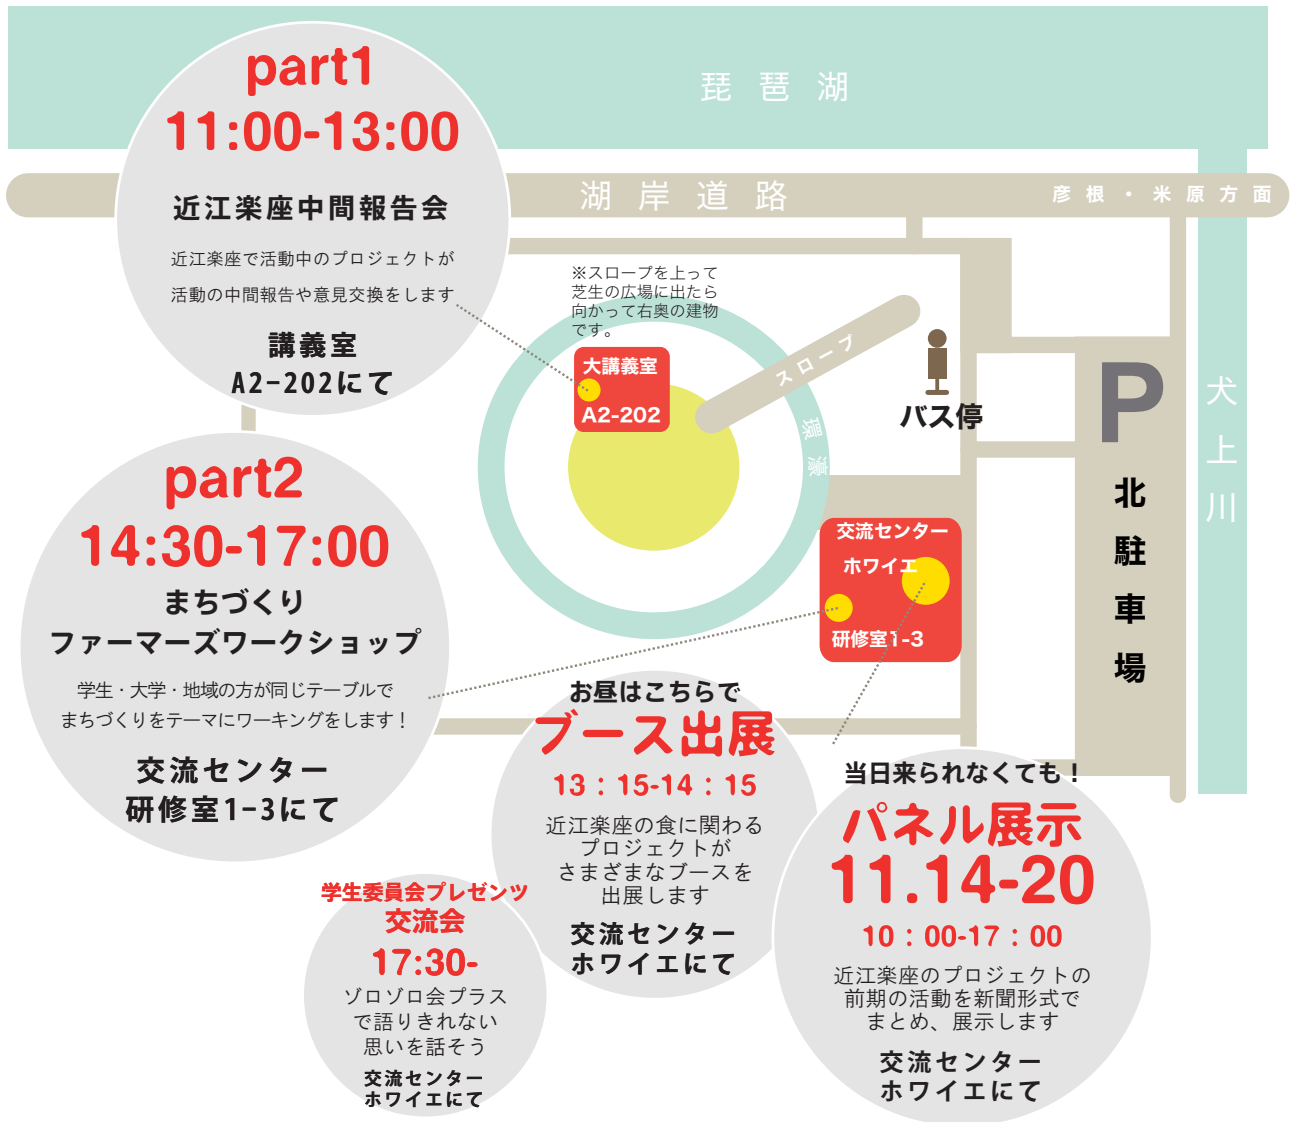 琵琶湖
湖岸道路
彦根・米原方面
part1
11:00-13:00
近江楽座中間報告会
近江楽座で活動中のプロジェクトが
活動の中間報告や意見交換をします
講義室
A2-202にて
※スロープを上って
芝生の広場に出たら
向かって右奥の建物
です。
大講義室
A2-202
スロープ
環濠
バス停
P
北駐車場
犬上川
交流センター
ホワイエ
研修室1-3
part2
14:30-17:00
まちづくり
ファーマーズワークショップ
学生・大学・地域の方が同じテーブルで
まちづくりをテーマにワーキングをします！
交流センター
研修室1-3にて
お昼はこちらで
ブース出展
13：15-14：15
近江楽座の食に関わる
プロジェクトが
さまざまなブースを
出展します
交流センター
ホワイエにて
当日来られなくても！
パネル展示
11.14-20
10：00-17：00
近江楽座のプロジェクトの
前期の活動を新聞形式で
まとめ、展示します
交流センター
ホワイエにて
学生委員会プレゼンツ
交流会
17:30-
ゾロゾロ会プラス
で語りきれない
思いを話そう
交流センター
ホワイエにて